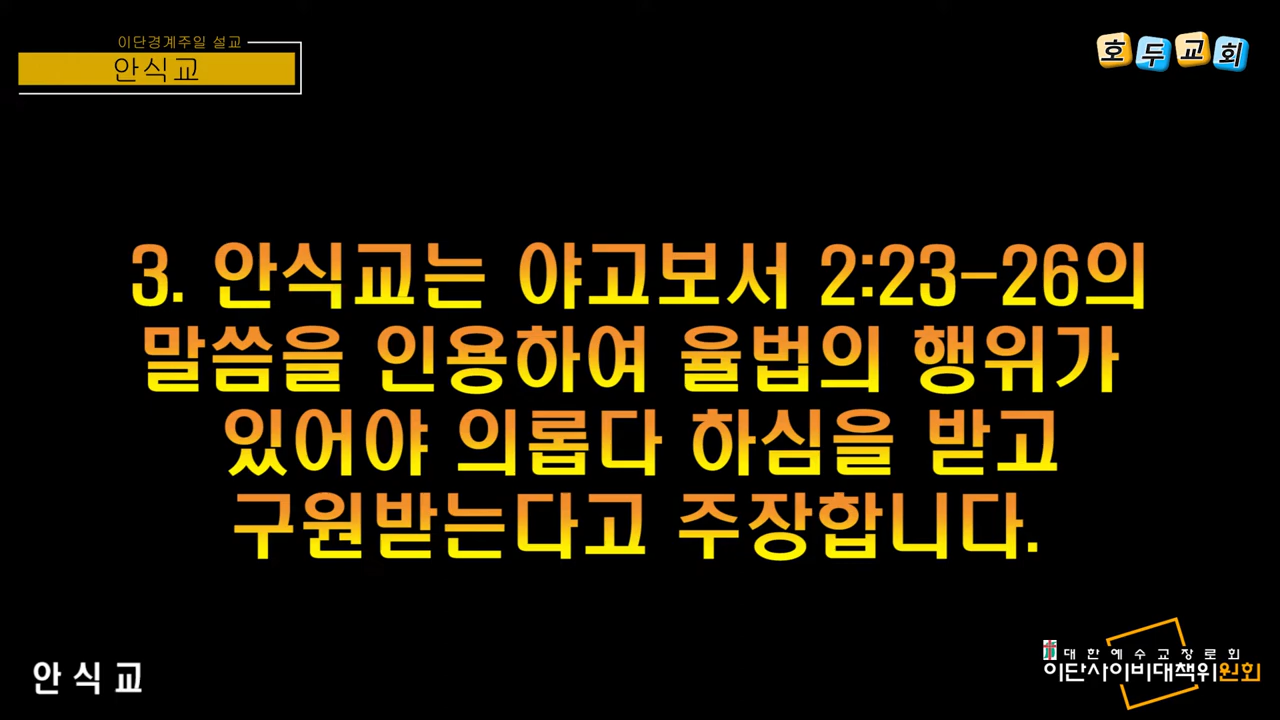 이단경계주일 설교
안식교
호두교회
3. 안식교는 야고보서 2:23-26의
말씀을 인용하여 율법의 행위가
있어야 의롭다 하심을 받고
구원받는다고 주장합니다.
안식교
대한예수교장로회
이단사이비대책위원회